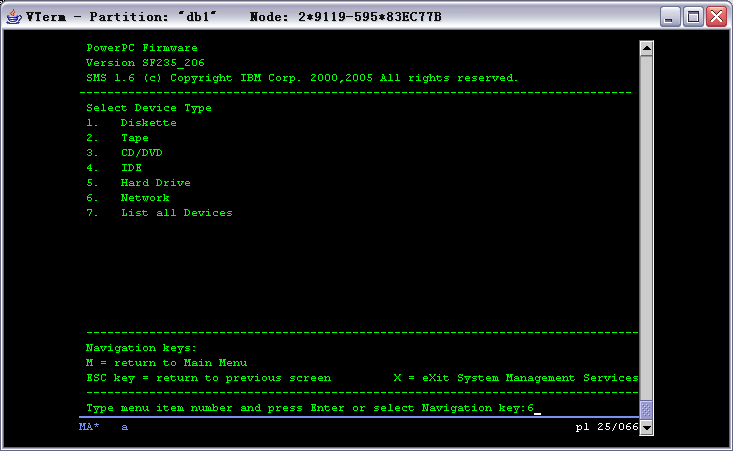 VTerm - Partition: "db1"    Node: 2*9119-595*83EC77B
PowerPC Firmware
Version SF235_206
SMS 1.6 (c) Copyright IBM Corp. 2000,2005 All rights reserved.
-------------------------------------------------------------------------------
Select Device Type
1.   Diskette
2.   Tape
3.   CD/DVD
4.   IDE
5.   Hard Drive
6.   Network
7.   List all Devices
-------------------------------------------------------------------------------
Navigation keys:
M = return to Main Menu
ESC key = return to previous screen         X = eXit System Management Services
-------------------------------------------------------------------------------
Type menu item number and press Enter or select Navigation key:6_
MA*   a                                                                pl 25/066